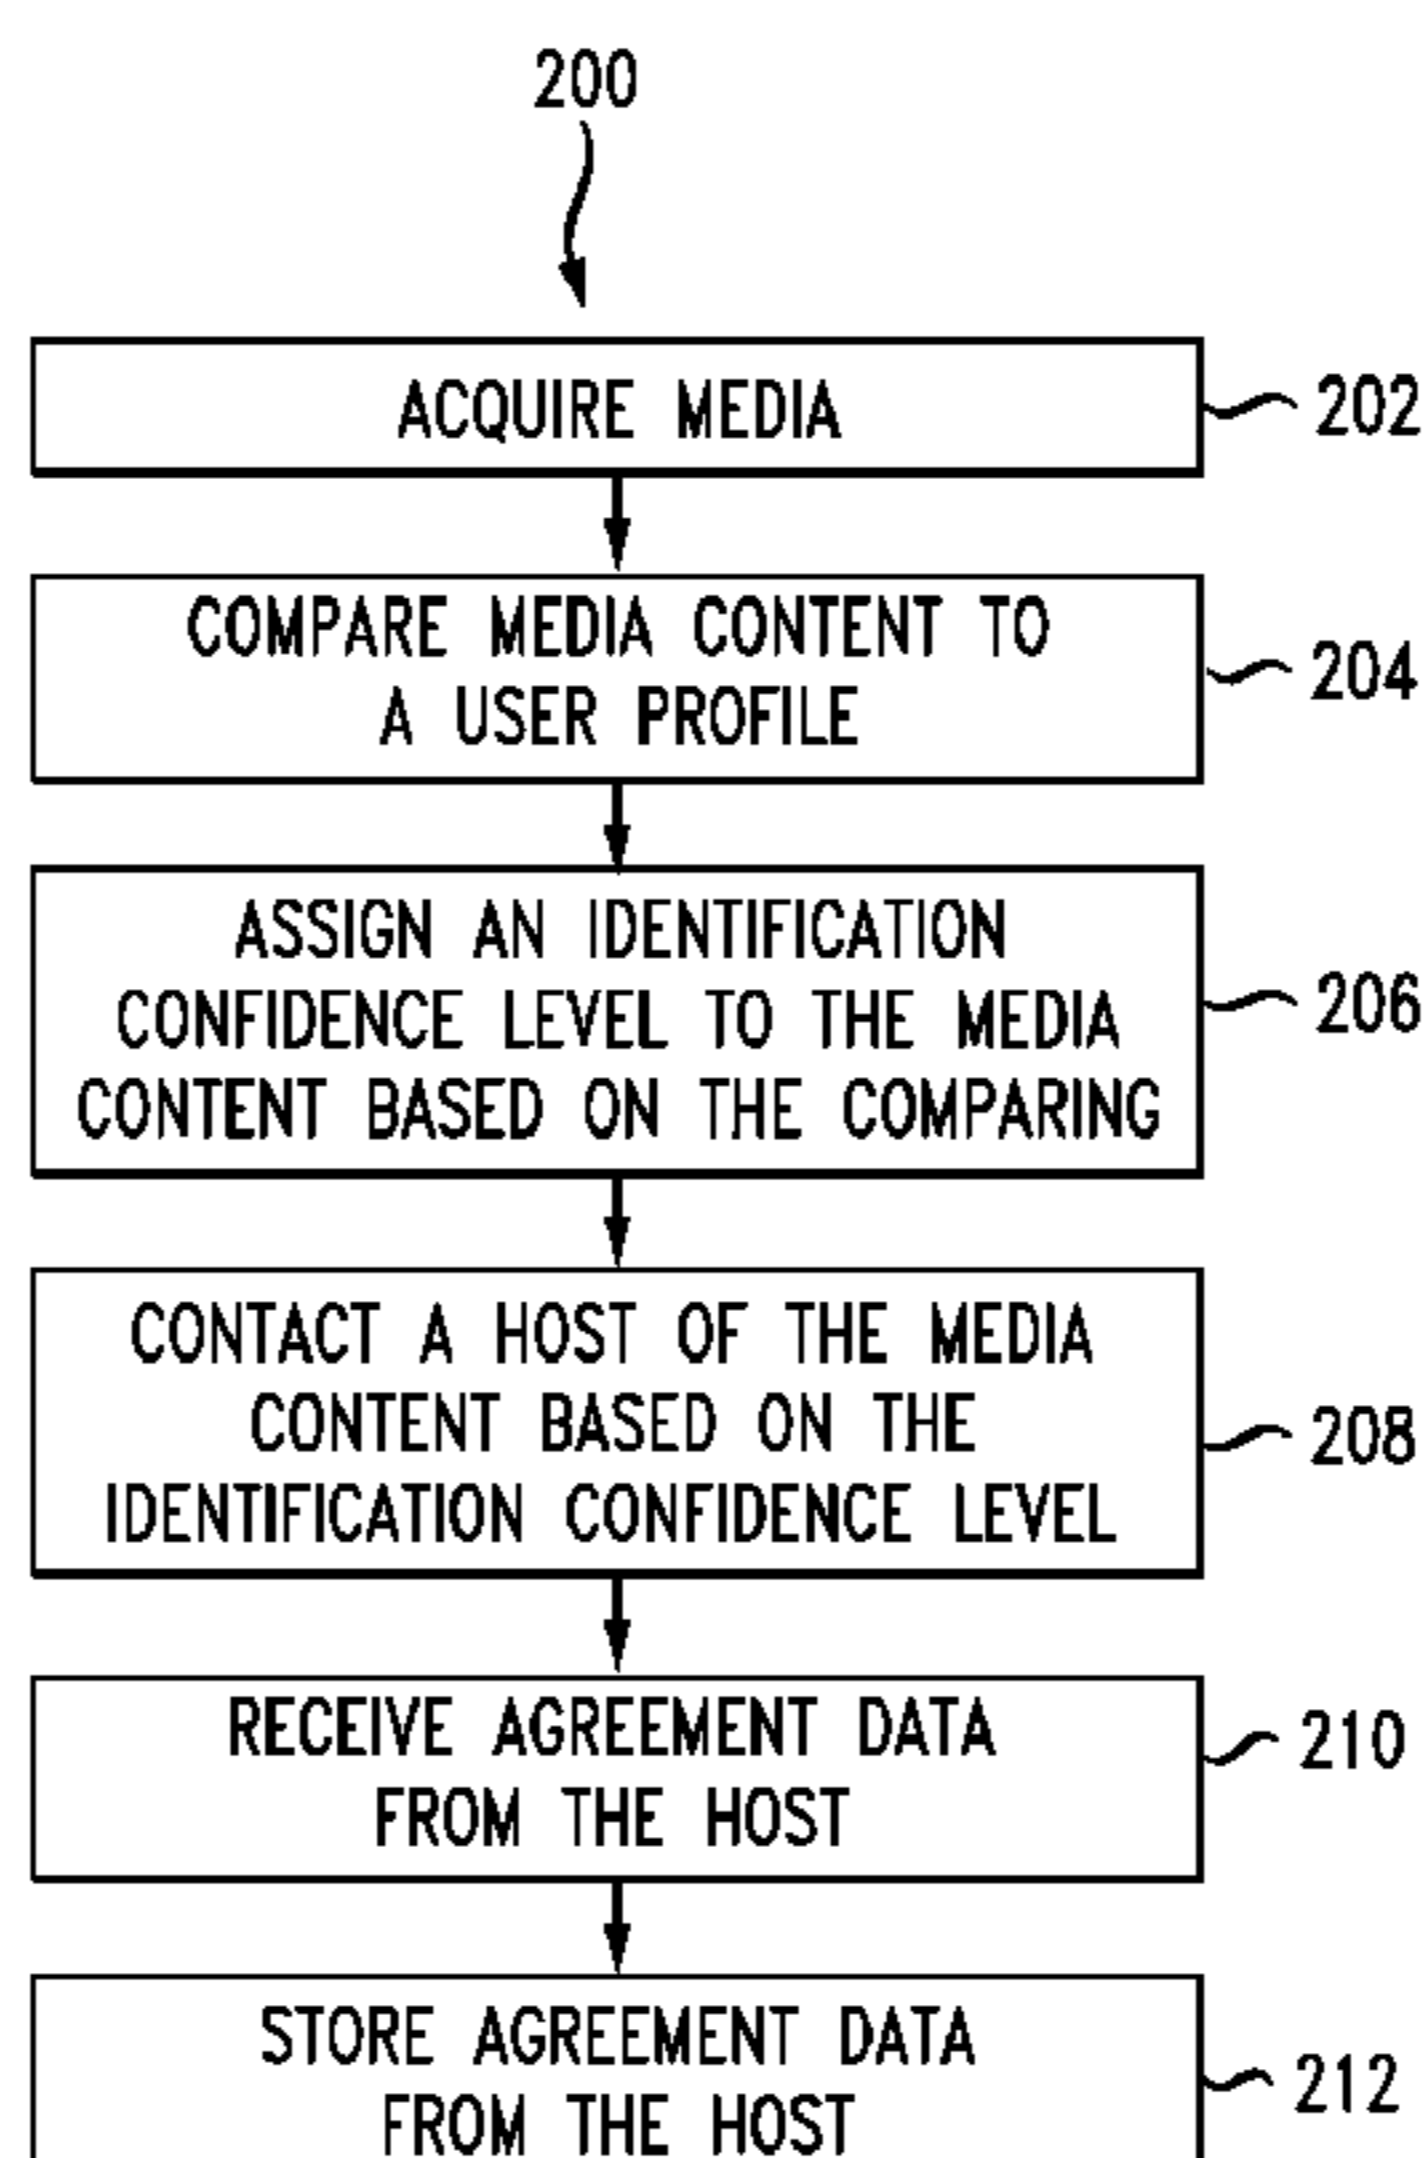 200
ACQUIRE MEDIA
202
COMPARE MEDIA CONTENT TO
A USER PROFILE
204
ASSIGN AN IDENTIFICATION
CONFIDENCE LEVEL TO THE MEDIA
CONTENT BASED ON THE COMPARING
206
CONTACT A HOST OF THE MEDIA
CONTENT BASED ON THE
IDENTIFICATION CONFIDENCE LEVEL
208
RECEIVE AGREEMENT DATA
FROM THE HOST
210
STORE AGREEMENT DATA
FROM THE HOST
212